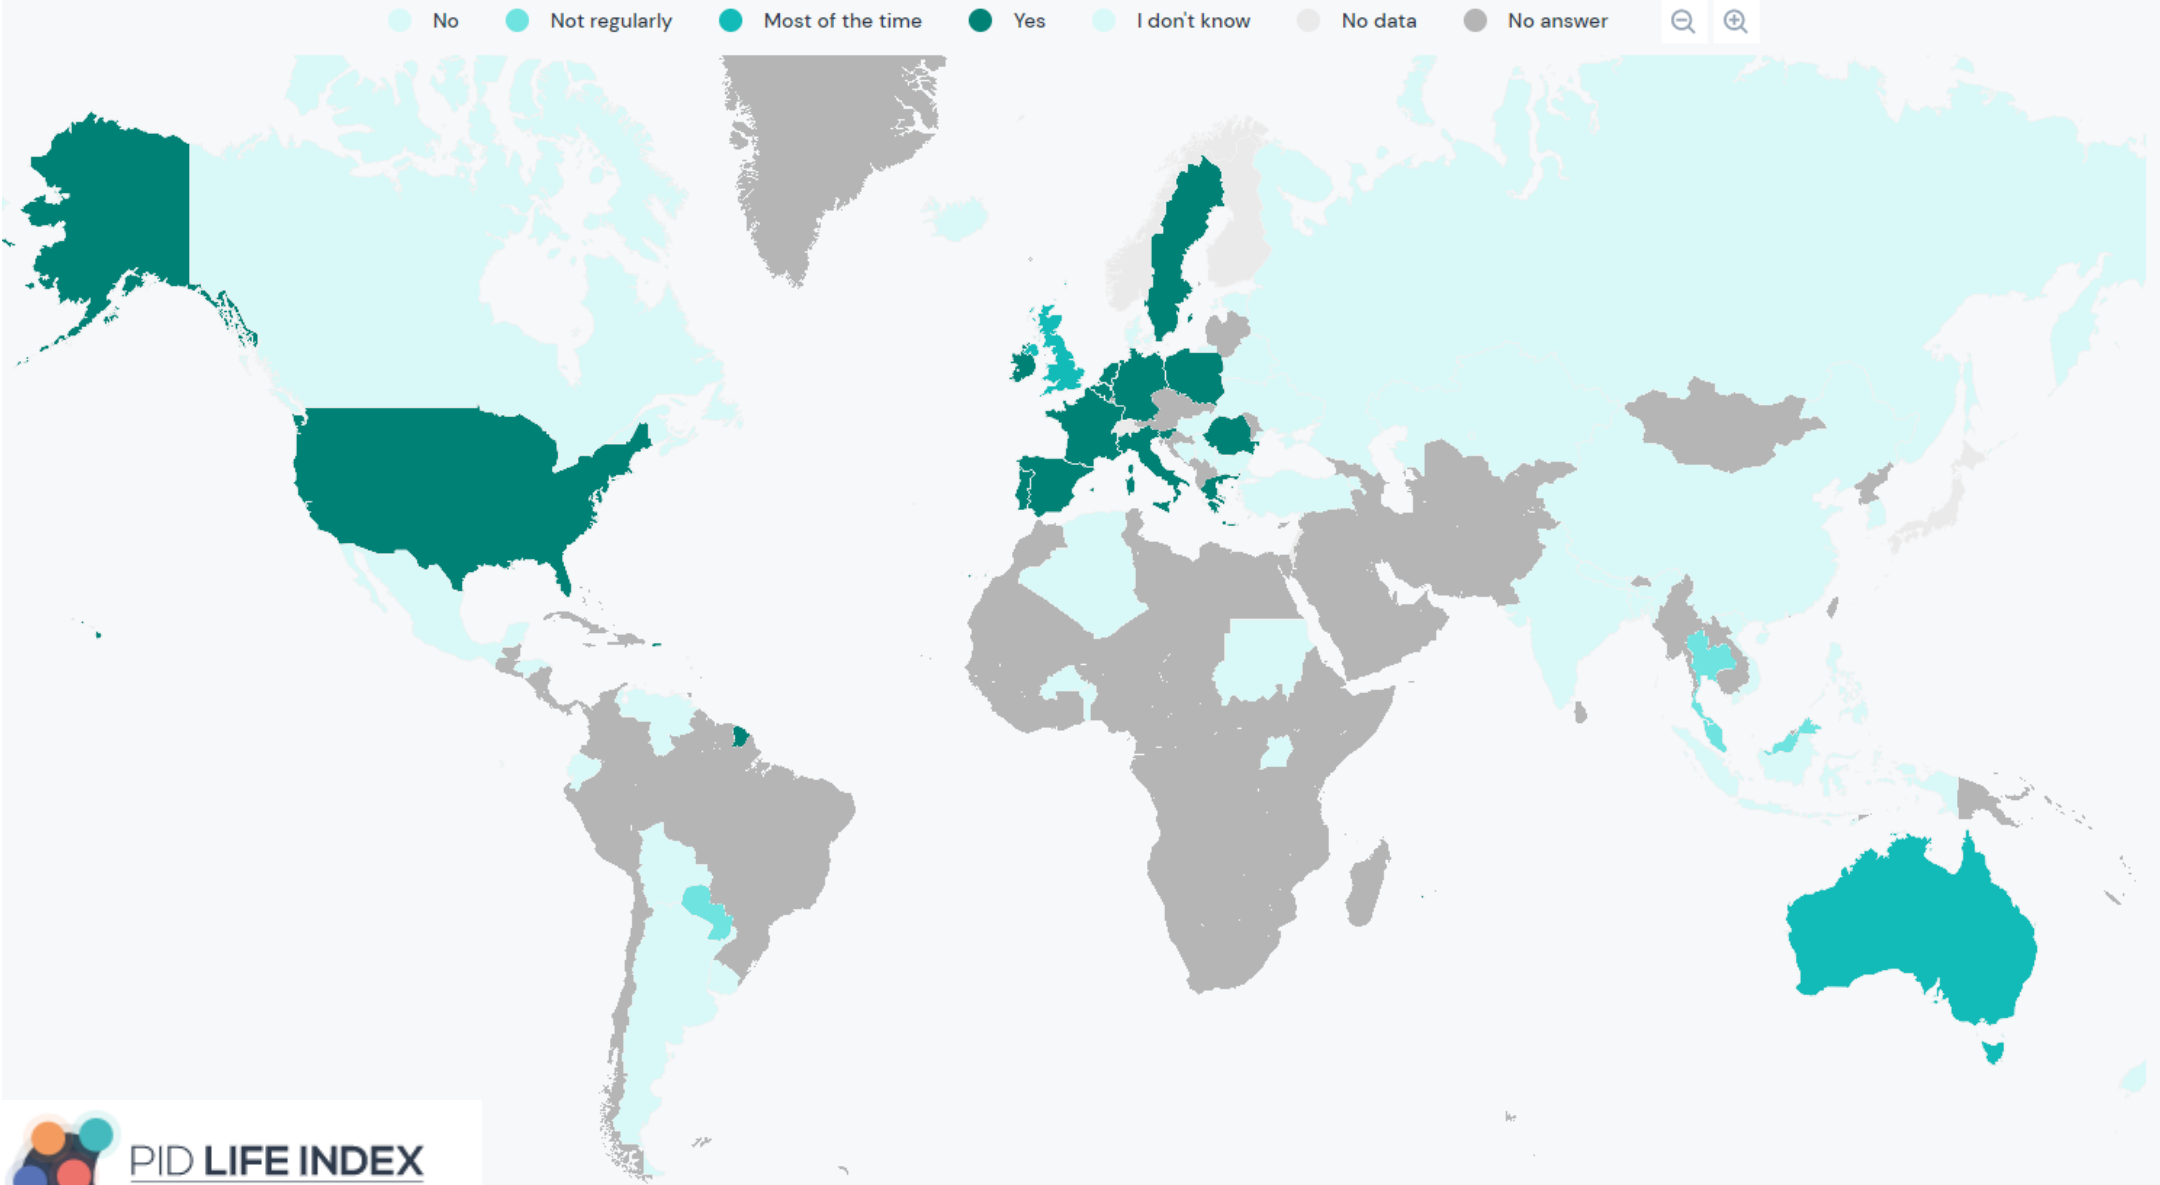 No Not regularly Most of the time Yes I don't know No data No answer
PID LIFE INDEX